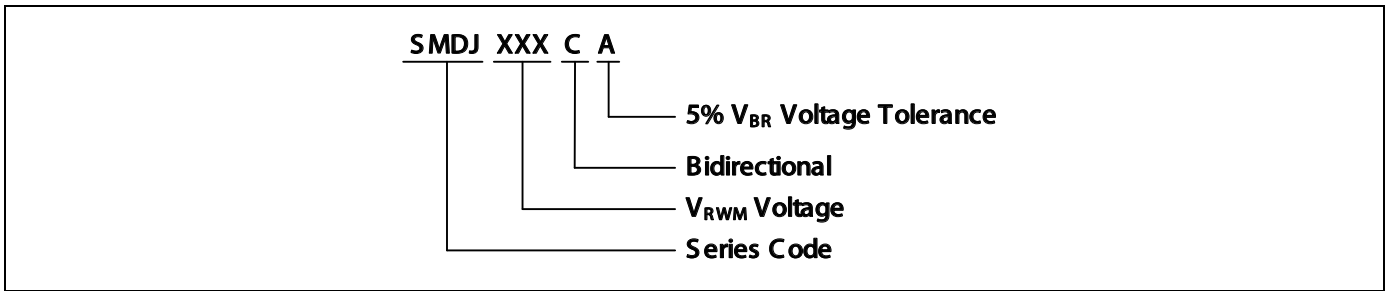 SMDJ XXX C A
5% VBR Voltage Tolerance
Bidirectional
VRWM Voltage
Series Code